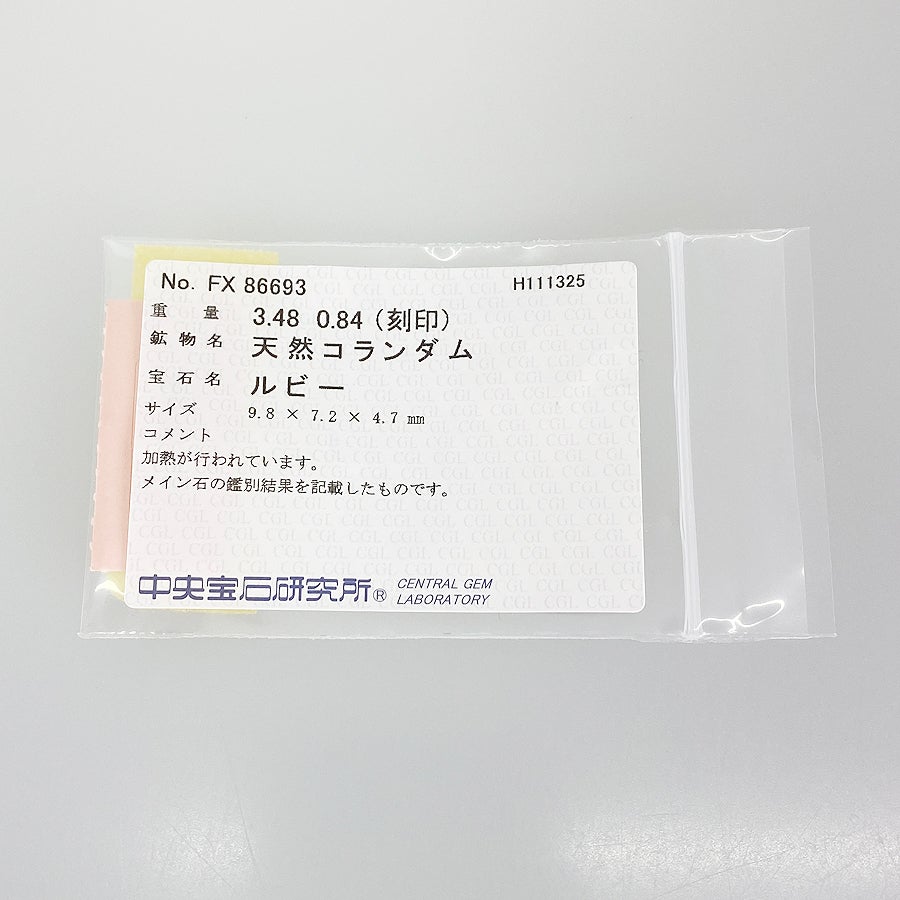 No. FX 86693 H111325
重量 3.48 0.84 (刻印)
鉱物名 天然コランダム
宝石名 ルビー
サイズ 9.8 × 7.2 × 4.7 ㎜
コメント
加熱が行われています。
メイン石の鑑別結果を記載したものです。
中央宝石研究所® CENTRAL GEM
LABORATORY